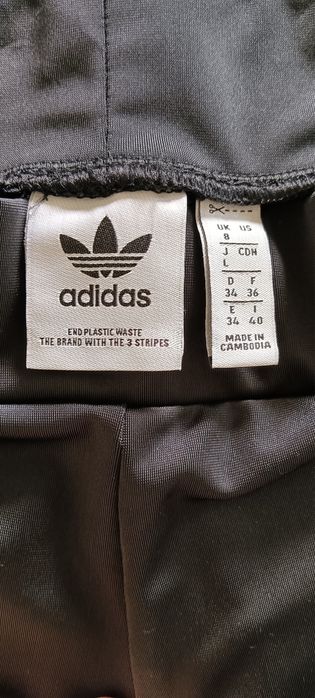 adidas
END PLASTIC WASTE
THE BRAND WITH THE 3 STRIPES
UK US
8
J CDH
L
D F
34 36
E I
34 40
MADE IN
CAMBODIA